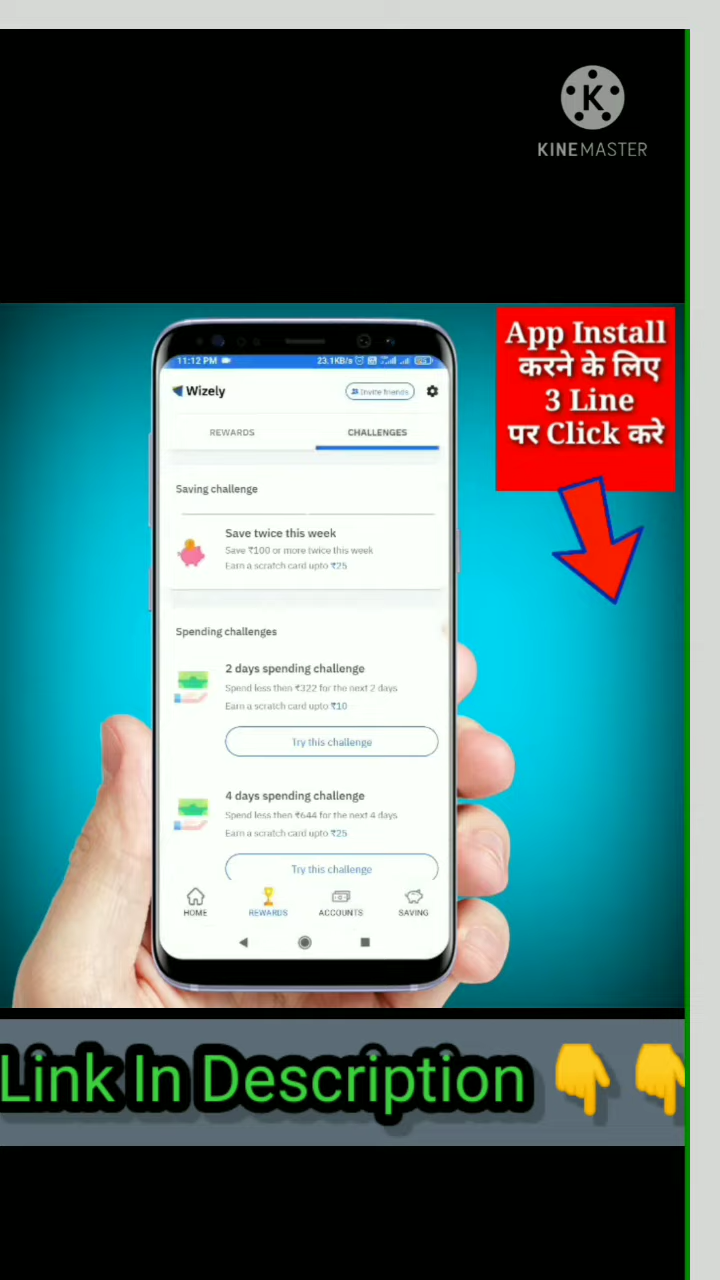 KINEMASTER
App Install
करने के लिए
3 Line
पर Click करे
11:12 PM
23.1KB/s
Wizely
Invite friends
REWARDS
CHALLENGES
Saving challenge
Save twice this week
Save ₹100 or more twice this week
Earn a scratch card upto ₹25
Spending challenges
2 days spending challenge
Spend less then ₹322 for the next 2 days
Earn a scratch card upto ₹10
Try this challenge
4 days spending challenge
Spend less then ₹644 for the next 4 days
Earn a scratch card upto ₹25
Try this challenge
HOME
REWARDS
ACCOUNTS
SAVING
Link In Description 👇👇